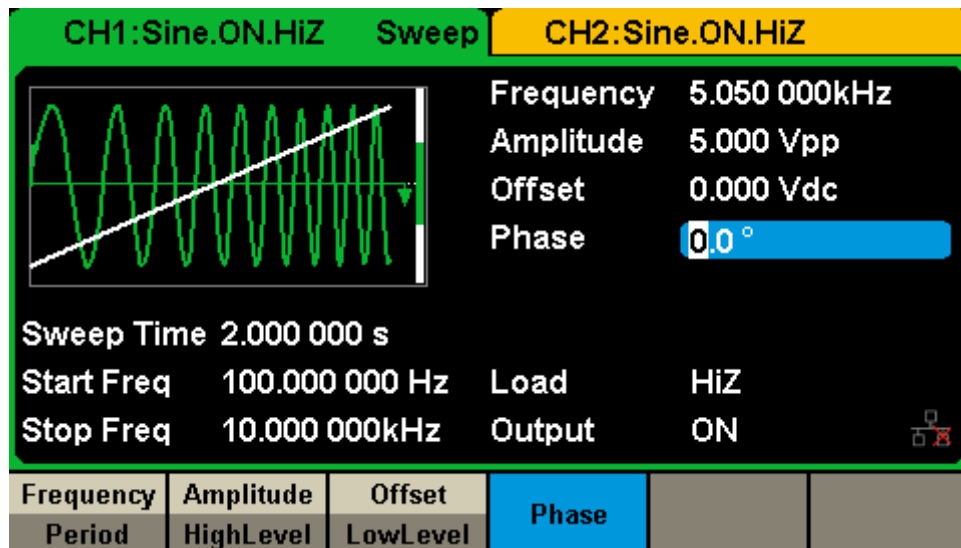 CH1:Sine.ON.HiZ Sweep CH2:Sine.ON.HiZ
Frequency 5.050 000kHz
Amplitude 5.000 Vpp
Offset 0.000 Vdc
Phase 0.0 °
Sweep Time 2.000 000 s
Start Freq 100.000 000 Hz Load HiZ
Stop Freq 10.000 000kHz Output ON
Frequency Amplitude Offset Phase
Period HighLevel LowLevel